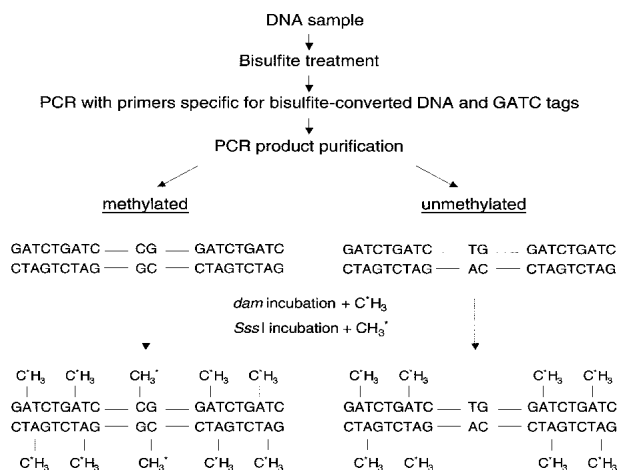 DNA sample
Bisulfite treatment
PCR with primers specific for bisulfite-converted DNA and GATC tags
PCR product purification
methylated
unmethylated
GATCTGATC — CG — GATCTGATC
CTAGTCTAG — GC — CTAGTCTAG
GATCTGATC TG GATCTGATC
CTAGTCTAG — AC — CTAGTCTAG
dam incubation + C*H₃
SssI incubation + CH₃*
C*H₃ C*H₃ CH₃* C*H₃ C*H₃
GATCTGATC — CG — GATCTGATC
CTAGTCTAG — GC — CTAGTCTAG
C*H₃ C*H₃ CH₃* C*H₃ C*H₃
C*H₃ C*H₃ C*H₃ C*H₃
GATCTGATC — TG — GATCTGATC
CTAGTCTAG — AC — CTAGTCTAG
C*H₃ C*H₃ C*H₃ C*H₃